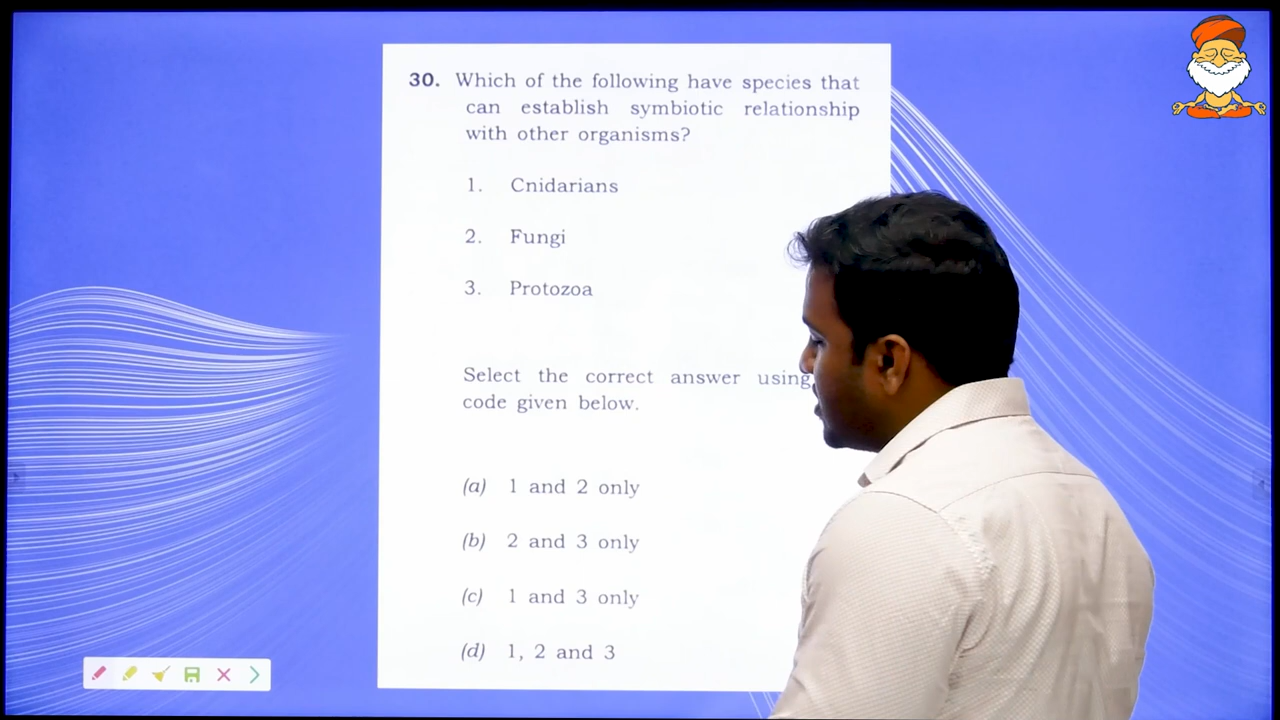 30. Which of the following have species that
can establish symbiotic relationship
with other organisms?
1. Cnidarians
2. Fungi
3. Protozoa
Select the correct answer using
code given below.
(a) 1 and 2 only
(b) 2 and 3 only
(c) 1 and 3 only
(d) 1, 2 and 3